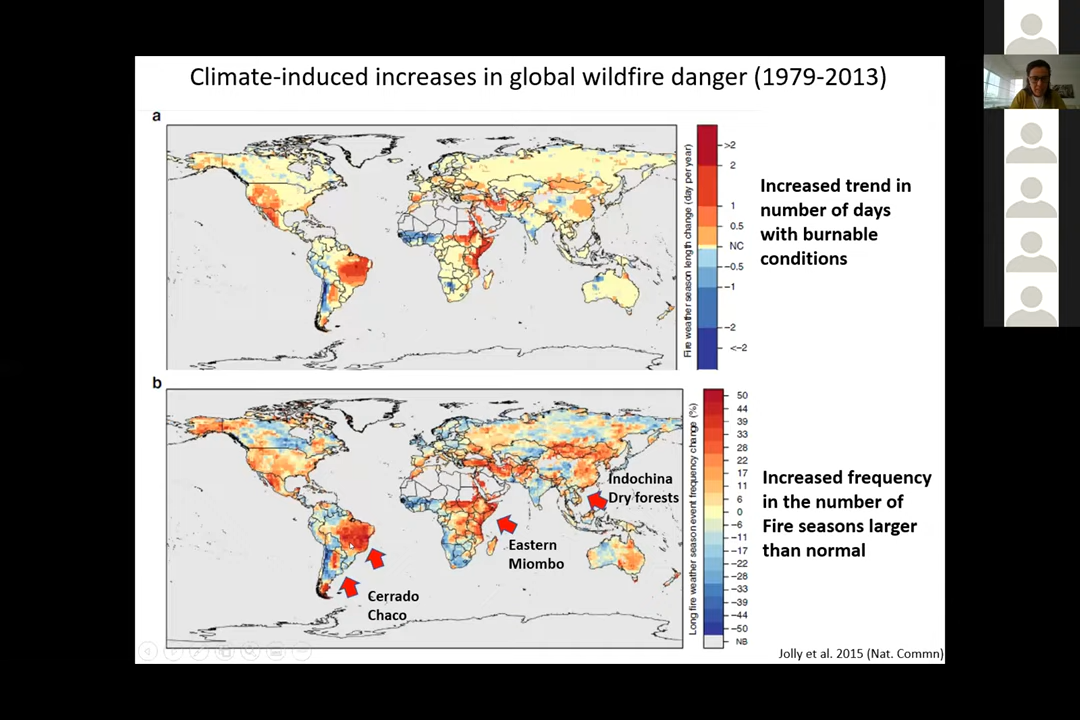 Climate-induced increases in global wildfire danger (1979-2013)
a
Fire weather season length change (day per year)
>2
2
1
0.5
NC
−0.5
−1
−2
<−2
Increased trend in
number of days
with burnable
conditions
b
Indochina
Dry forests
Eastern
Miombo
Cerrado
Chaco
Long fire weather season event frequency change (%)
50
44
39
33
28
22
17
11
6
0
−6
−11
−17
−22
−28
−33
−39
−44
−50
NB
Increased frequency
in the number of
Fire seasons larger
than normal
Jolly et al. 2015 (Nat. Commn)